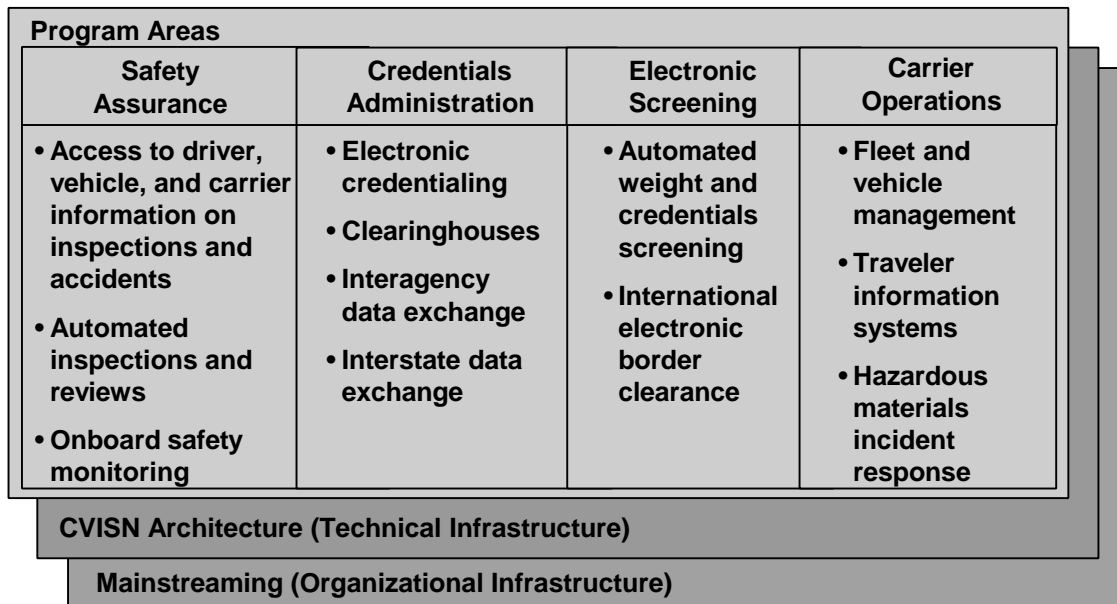 Program Areas
Safety
Assurance
• Access to driver,
vehicle, and carrier
information on
inspections and
accidents
• Automated
inspections and
reviews
• Onboard safety
monitoring
Credentials
Administration
• Electronic
credentialing
• Clearinghouses
• Interagency
data exchange
• Interstate data
exchange
Electronic
Screening
• Automated
weight and
credentials
screening
• International
electronic
border
clearance
Carrier
Operations
• Fleet and
vehicle
management
• Traveler
information
systems
• Hazardous
materials
incident
response
CVISN Architecture (Technical Infrastructure)
Mainstreaming (Organizational Infrastructure)